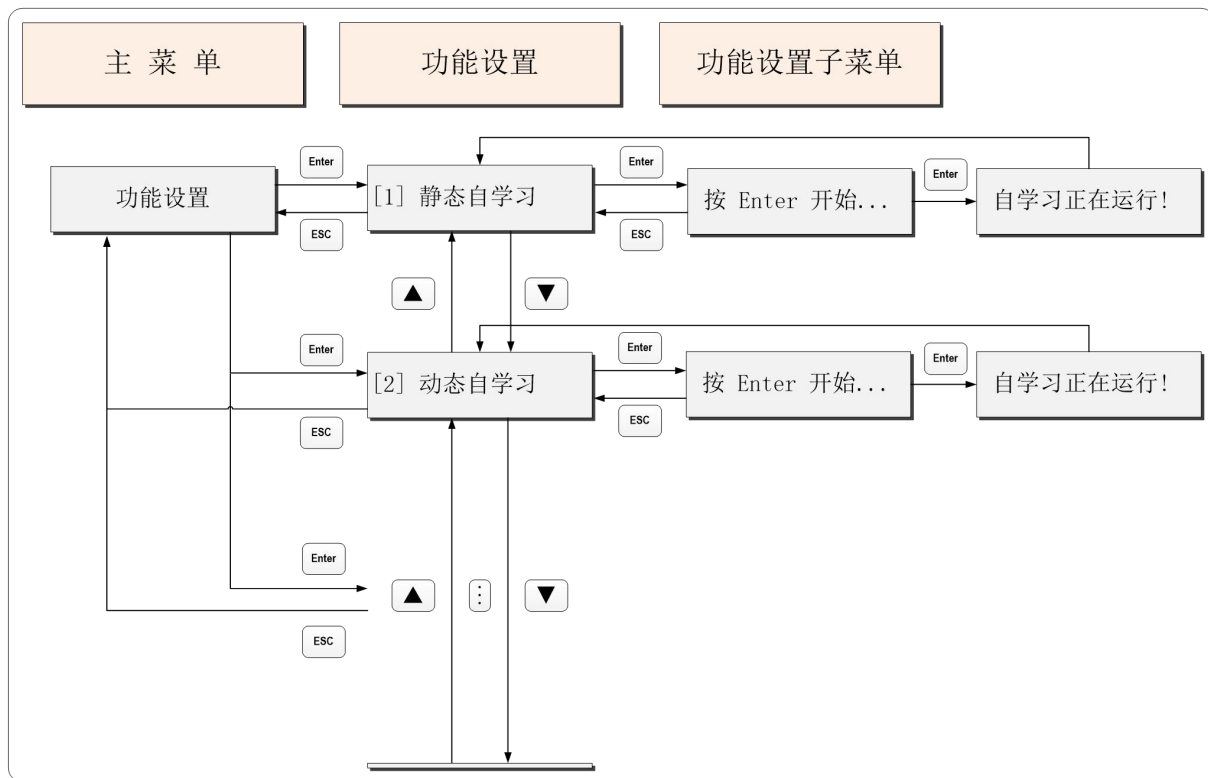 主 菜 单
功能设置
功能设置子菜单
Enter
Enter
Enter
功能设置
[1] 静态自学习
按 Enter 开始...
自学习正在运行!
ESC
ESC
▲
▼
Enter
Enter
Enter
[2] 动态自学习
按 Enter 开始...
自学习正在运行!
ESC
ESC
Enter
▲
⋮
▼
ESC